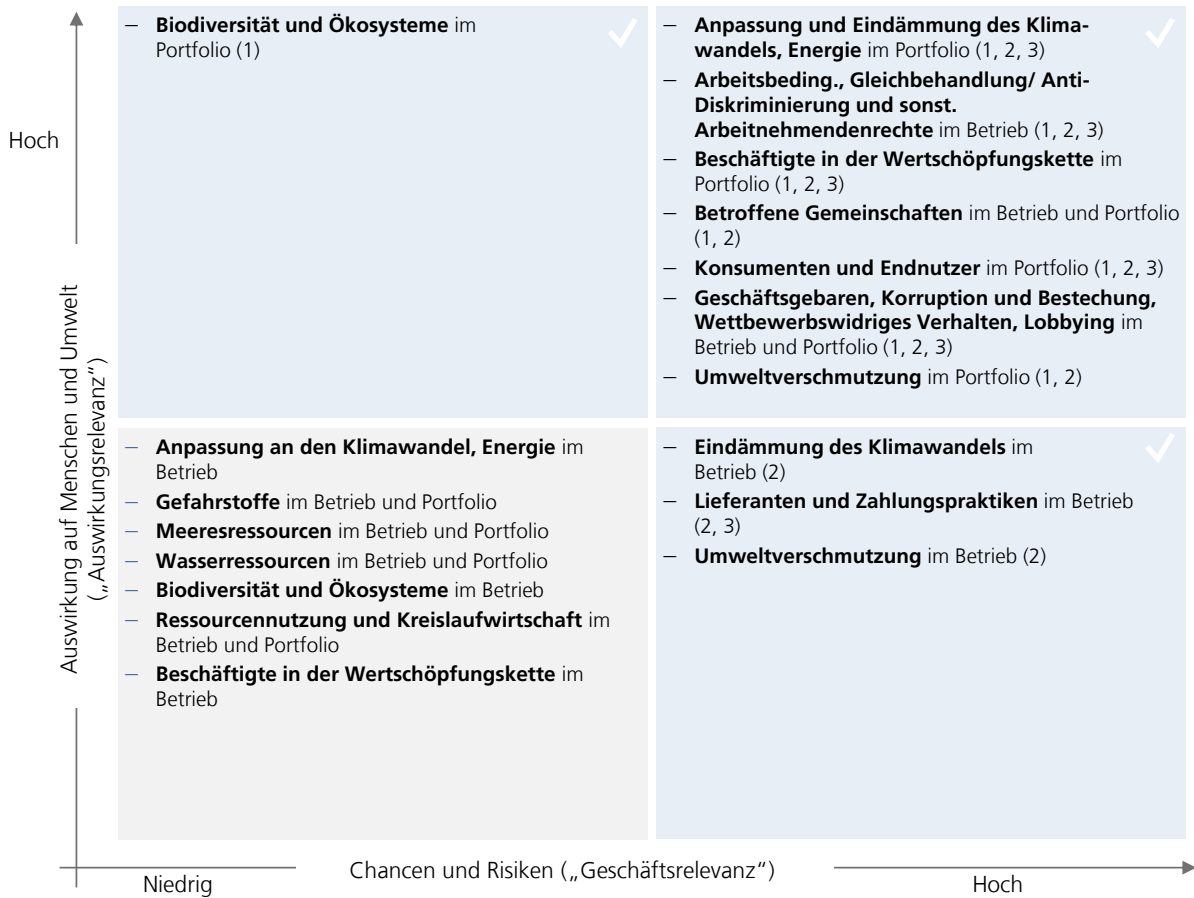 – Biodiversität und Ökosysteme im
Portfolio (1)
– Anpassung und Eindämmung des Klima-
wandels, Energie im Portfolio (1, 2, 3)
– Arbeitsbeding., Gleichbehandlung/ Anti-
Diskriminierung und sonst.
Arbeitnehmendenrechte im Betrieb (1, 2, 3)
– Beschäftigte in der Wertschöpfungskette im
Portfolio (1, 2, 3)
– Betroffene Gemeinschaften im Betrieb und Portfolio
(1, 2)
– Konsumenten und Endnutzer im Portfolio (1, 2, 3)
– Geschäftsgebaren, Korruption und Bestechung,
Wettbewerbswidriges Verhalten, Lobbying im
Betrieb und Portfolio (1, 2, 3)
– Umweltverschmutzung im Portfolio (1, 2)
Hoch
Auswirkung auf Menschen und Umwelt
(„Auswirkungsrelevanz“)
– Anpassung an den Klimawandel, Energie im
Betrieb
– Gefahrstoffe im Betrieb und Portfolio
– Meeresressourcen im Betrieb und Portfolio
– Wasserressourcen im Betrieb und Portfolio
– Biodiversität und Ökosysteme im Betrieb
– Ressourcennutzung und Kreislaufwirtschaft im
Betrieb und Portfolio
– Beschäftigte in der Wertschöpfungskette im
Betrieb
– Eindämmung des Klimawandels im
Betrieb (2)
– Lieferanten und Zahlungspraktiken im Betrieb
(2, 3)
– Umweltverschmutzung im Betrieb (2)
Niedrig
Chancen und Risiken („Geschäftsrelevanz“)
Hoch